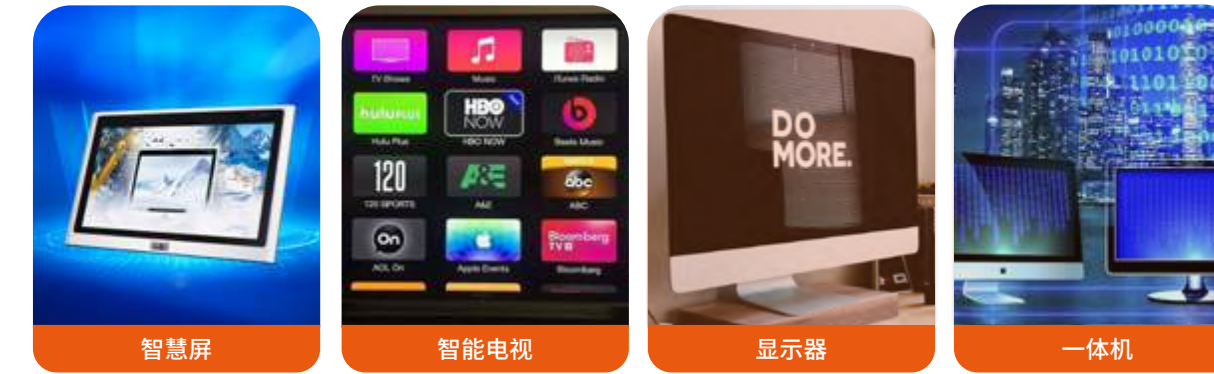 TV Shows
Music
iTunes Radio
huluplus
HBO
NOW
Hulu Plus
HBO NOW
Beats Music
120
A&E
abc
120 SPORTS
A&E
ABC
On
Bloomberg
TV
AOL On
Apple Events
Bloomberg
DO
MORE.
智慧屏
智能电视
显示器
一体机